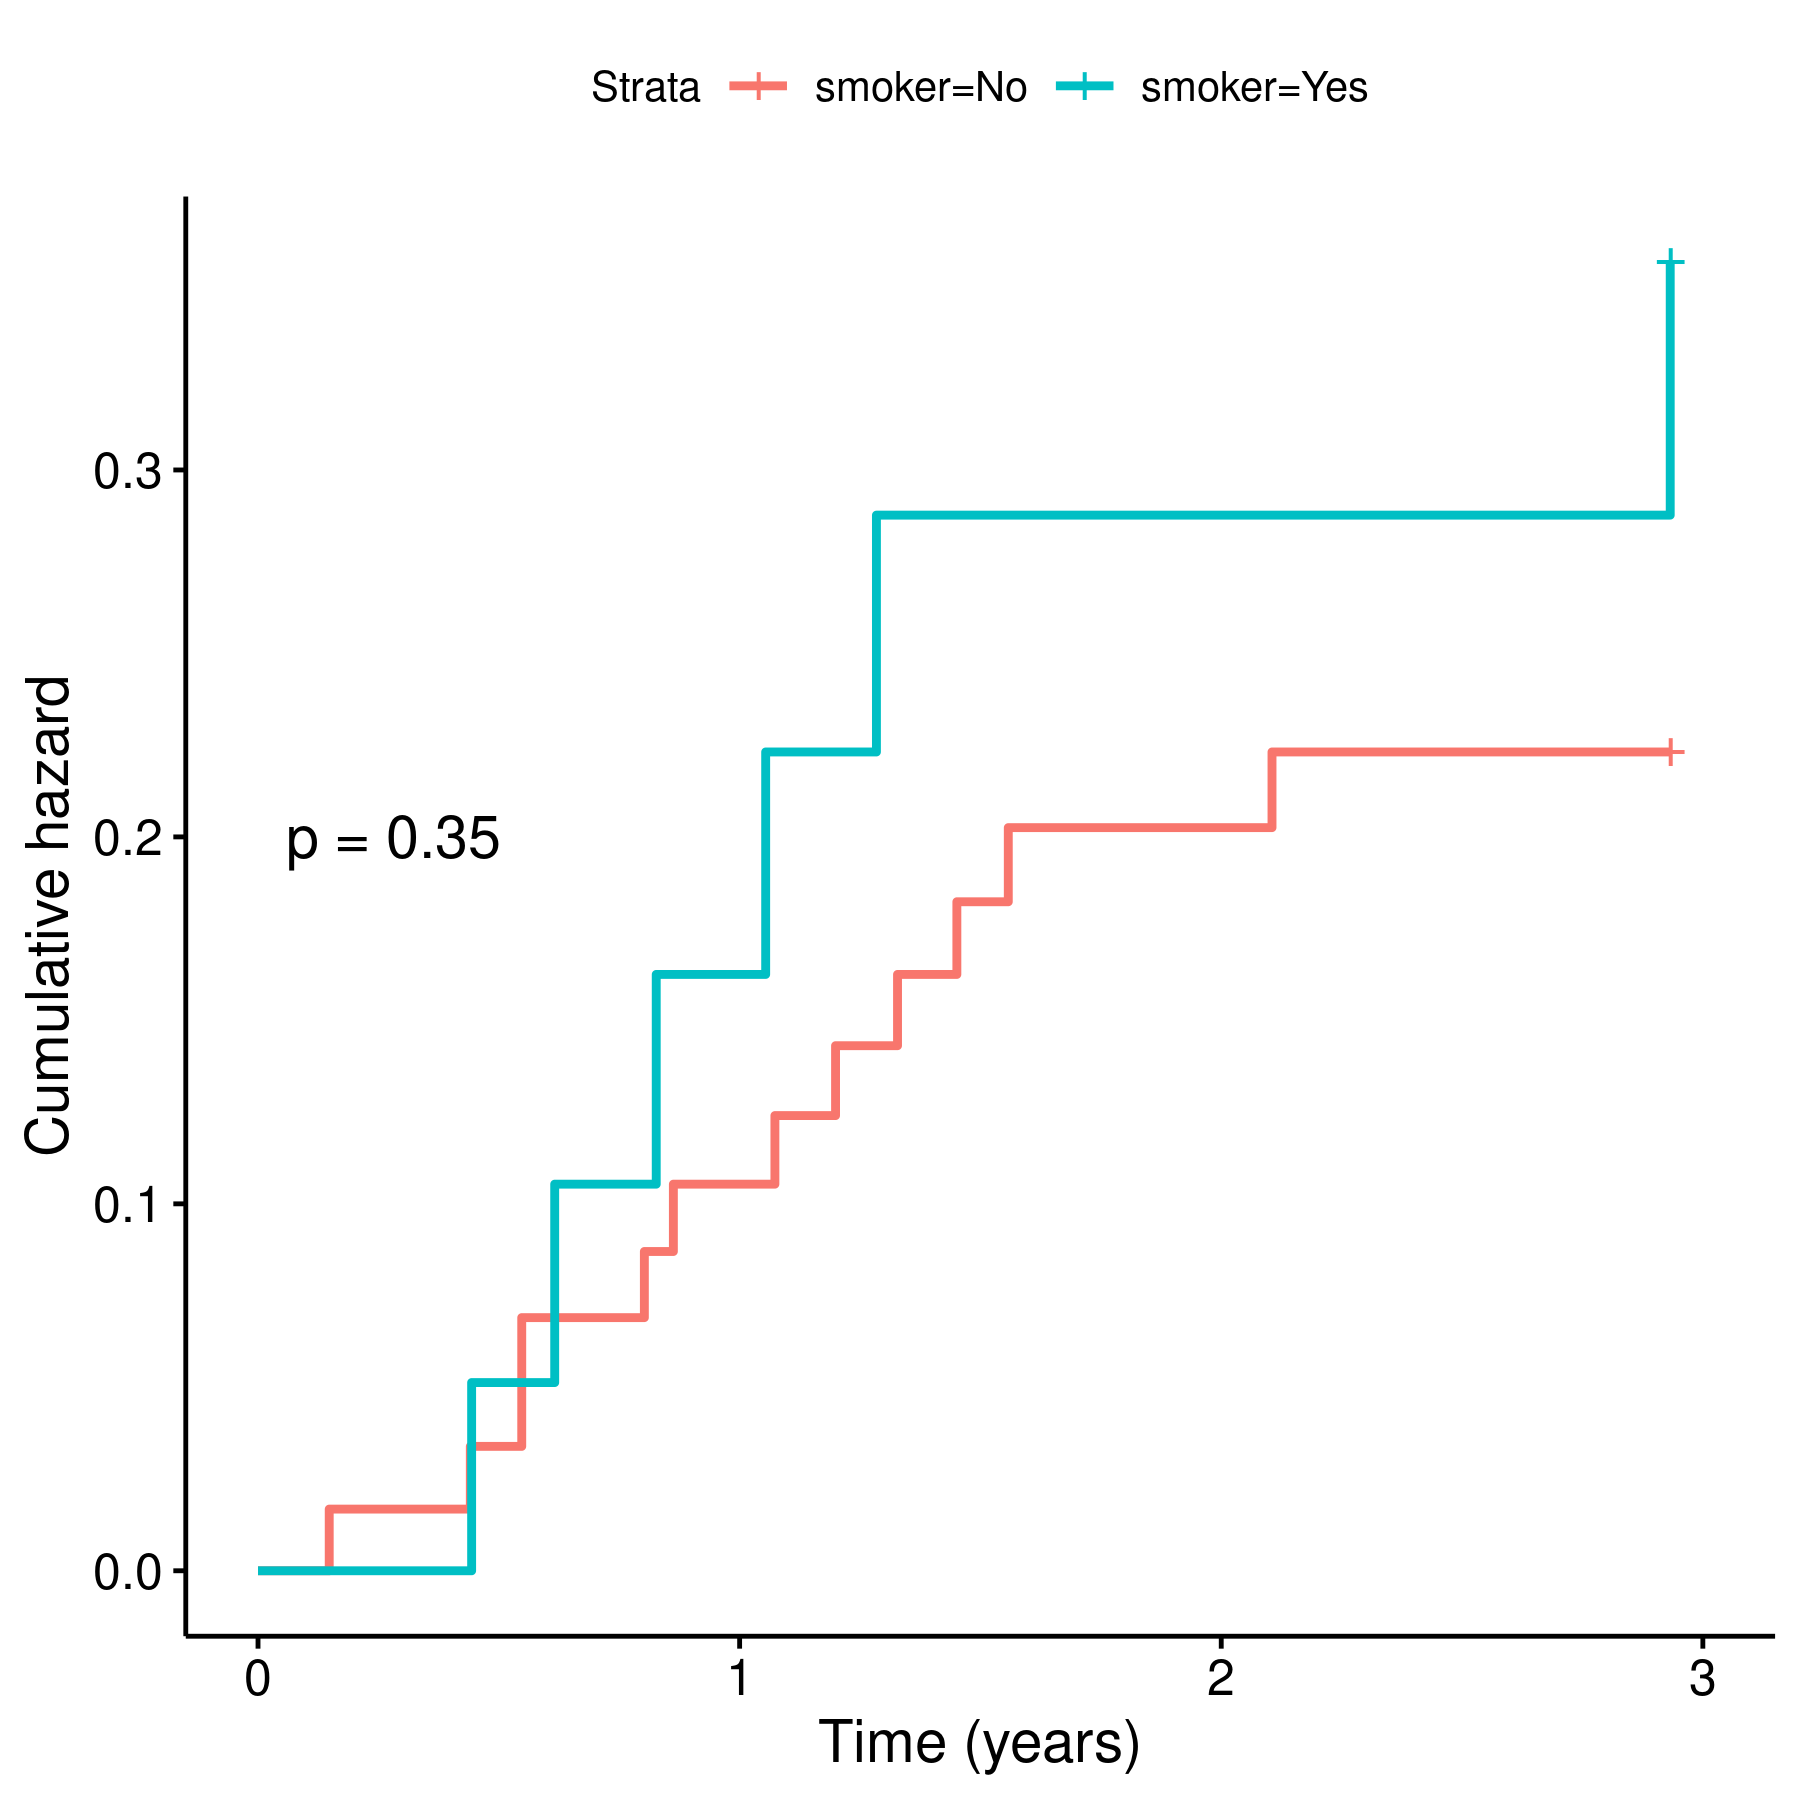 Strata smoker=No smoker=Yes
0.3
0.2
0.1
0.0
Cumulative hazard
p = 0.35
0 1 2 3
Time (years)